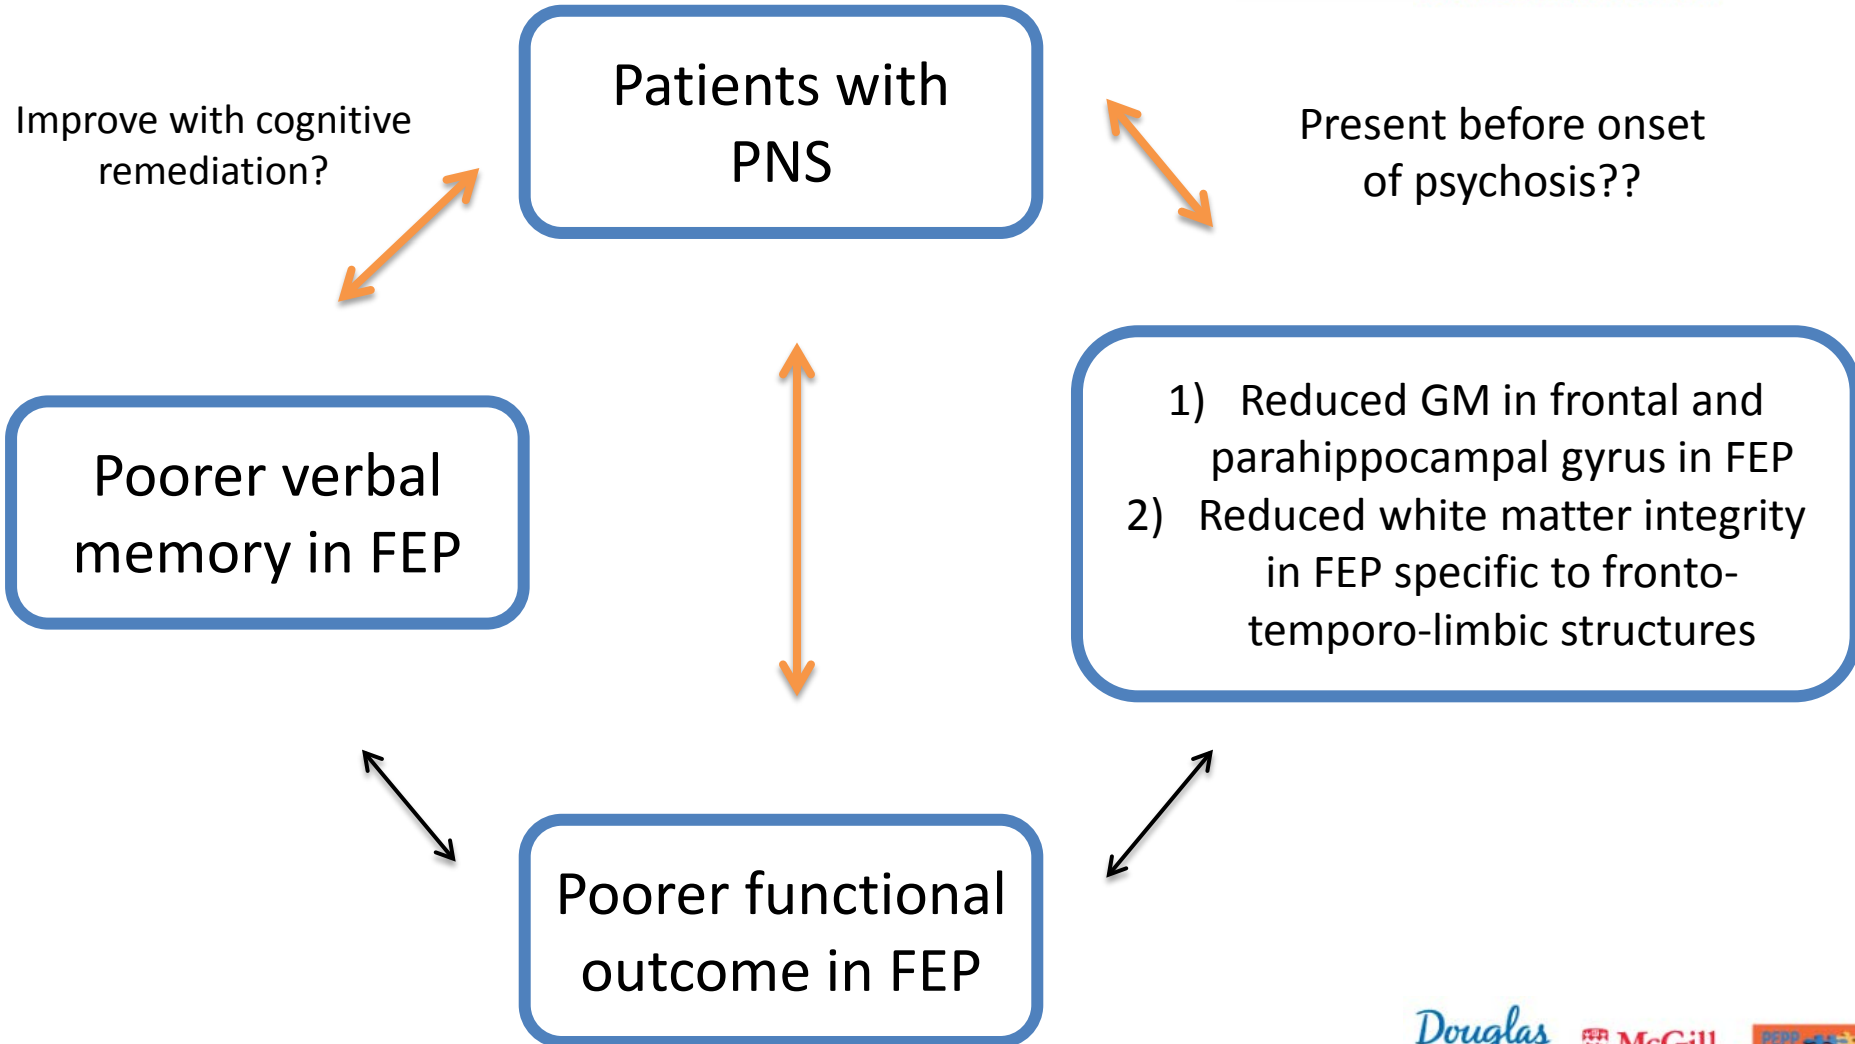 Patients with
PNS
Improve with cognitive
remediation?
Present before onset
of psychosis??
Poorer verbal
memory in FEP
1) Reduced GM in frontal and
parahippocampal gyrus in FEP
2) Reduced white matter integrity
in FEP specific to fronto-
temporo-limbic structures
Poorer functional
outcome in FEP
Douglas
McGill
PEPP